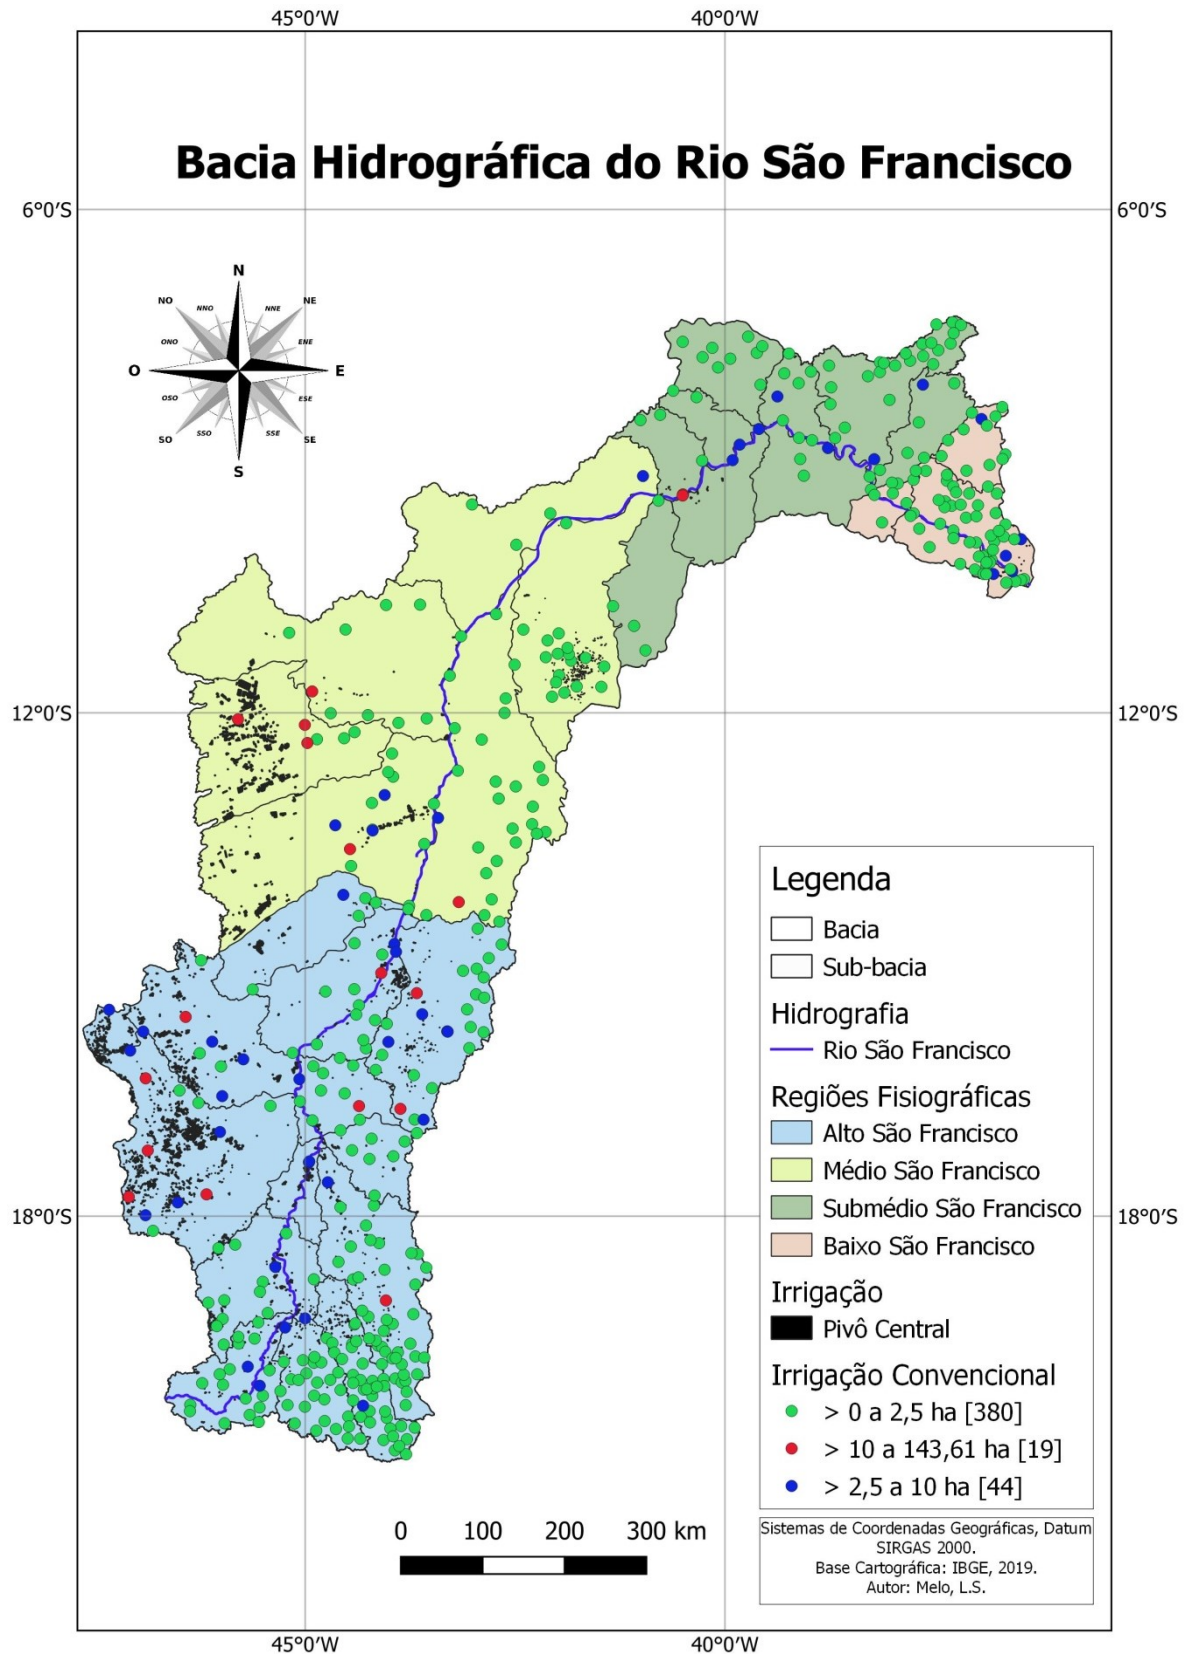 45°0′W
40°0′W
Bacia Hidrográfica do Rio São Francisco
6°0′S
6°0′S
N
NO
NNO
NNE
NE
ONO
ENE
O
E
OSO
ESE
SO
SSO
SSE
SE
S
12°0′S
12°0′S
Legenda
Bacia
Sub-bacia
Hidrografia
Rio São Francisco
Regiões Fisiográficas
Alto São Francisco
Médio São Francisco
Submédio São Francisco
Baixo São Francisco
18°0′S
18°0′S
Irrigação
Pivô Central
Irrigação Convencional
> 0 a 2,5 ha [380]
> 10 a 143,61 ha [19]
> 2,5 a 10 ha [44]
0 100 200 300 km
Sistemas de Coordenadas Geográficas, Datum
SIRGAS 2000.
Base Cartográfica: IBGE, 2019.
Autor: Melo, L.S.
45°0′W
40°0′W